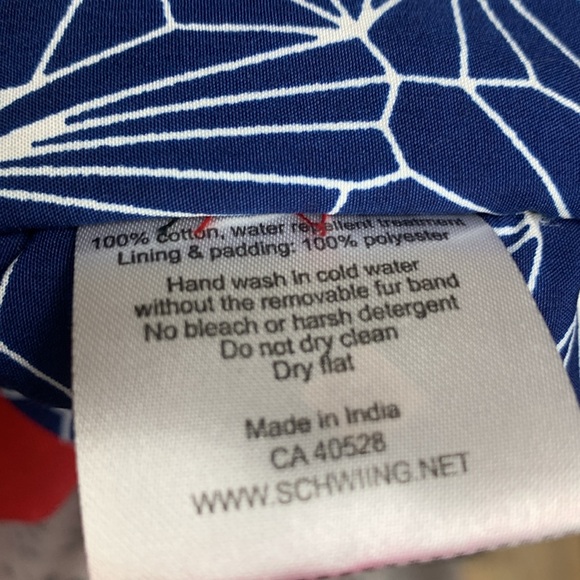 100% cotton, water repellent treatment
Lining & padding: 100% polyester
Hand wash in cold water
without the removable fur band
No bleach or harsh detergent
Do not dry clean
Dry flat
Made in India
CA 40528
WWW.SCHWIING.NET